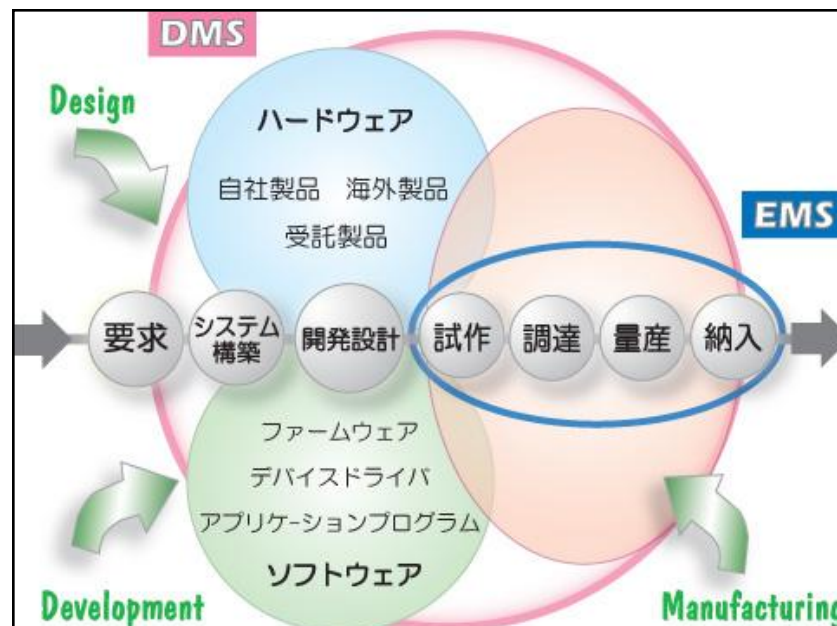 DMS
Design
ハードウェア
自社製品 海外製品
受託製品
EMS
要求
システム
構築
開発設計
試作
調達
量産
納入
ファームウェア
デバイスドライバ
アプリケーションプログラム
ソフトウェア
Development
Manufacturing